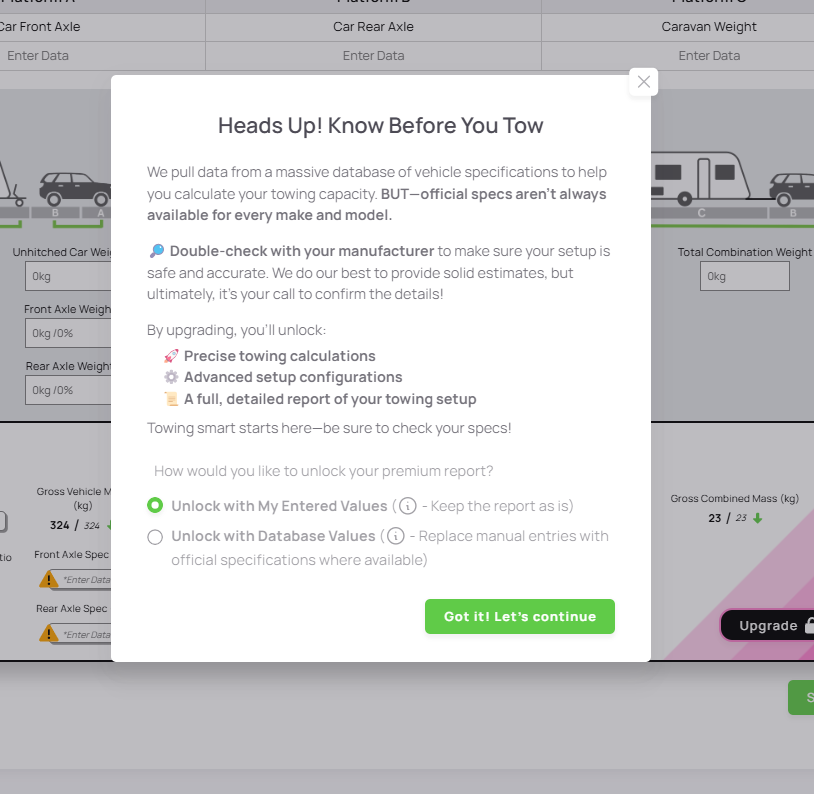 Car Front Axle
Car Rear Axle
Caravan Weight
Enter Data
Enter Data
Enter Data
Heads Up! Know Before You Tow
We pull data from a massive database of vehicle specifications to help
you calculate your towing capacity. BUT—official specs aren't always
available for every make and model.
🔎 Double-check with your manufacturer to make sure your setup is
safe and accurate. We do our best to provide solid estimates, but
ultimately, it's your call to confirm the details!
By upgrading, you'll unlock:
🚀 Precise towing calculations
⚙️ Advanced setup configurations
📜 A full, detailed report of your towing setup
Towing smart starts here—be sure to check your specs!
How would you like to unlock your premium report?
Unlock with My Entered Values (ⓘ - Keep the report as is)
Unlock with Database Values (ⓘ - Replace manual entries with
official specifications where available)
Got it! Let's continue
B
A
C
B
Unhitched Car
0kg
Front Axle Weight
0kg /0%
Rear Axle Weight
0kg /0%
Total Combination Weight
0kg
Gross Vehicle
(kg)
324 / 324
Front Axle Spec
*Enter Data
Rear Axle Spec
*Enter Data
Gross Combined Mass (kg)
23 / 23
Upgrade